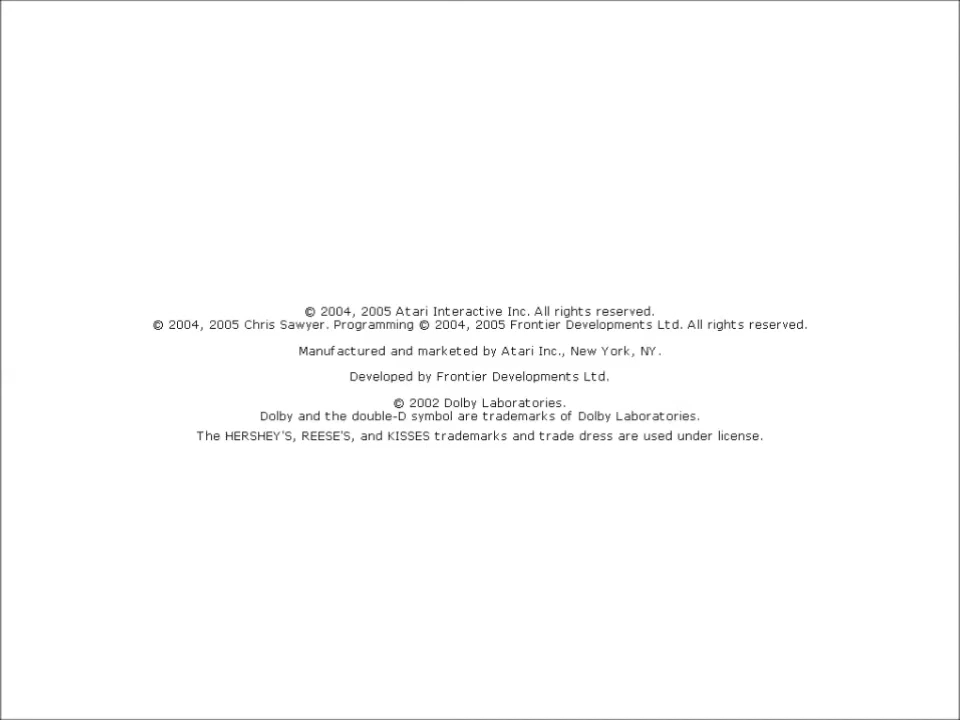 © 2004, 2005 Atari Interactive Inc. All rights reserved.
© 2004, 2005 Chris Sawyer. Programming © 2004, 2005 Frontier Developments Ltd. All rights reserved.
Manufactured and marketed by Atari Inc., New York, NY.
Developed by Frontier Developments Ltd.
© 2002 Dolby Laboratories.
Dolby and the double-D symbol are trademarks of Dolby Laboratories.
The HERSHEY'S, REESE'S, and KISSES trademarks and trade dress are used under license.